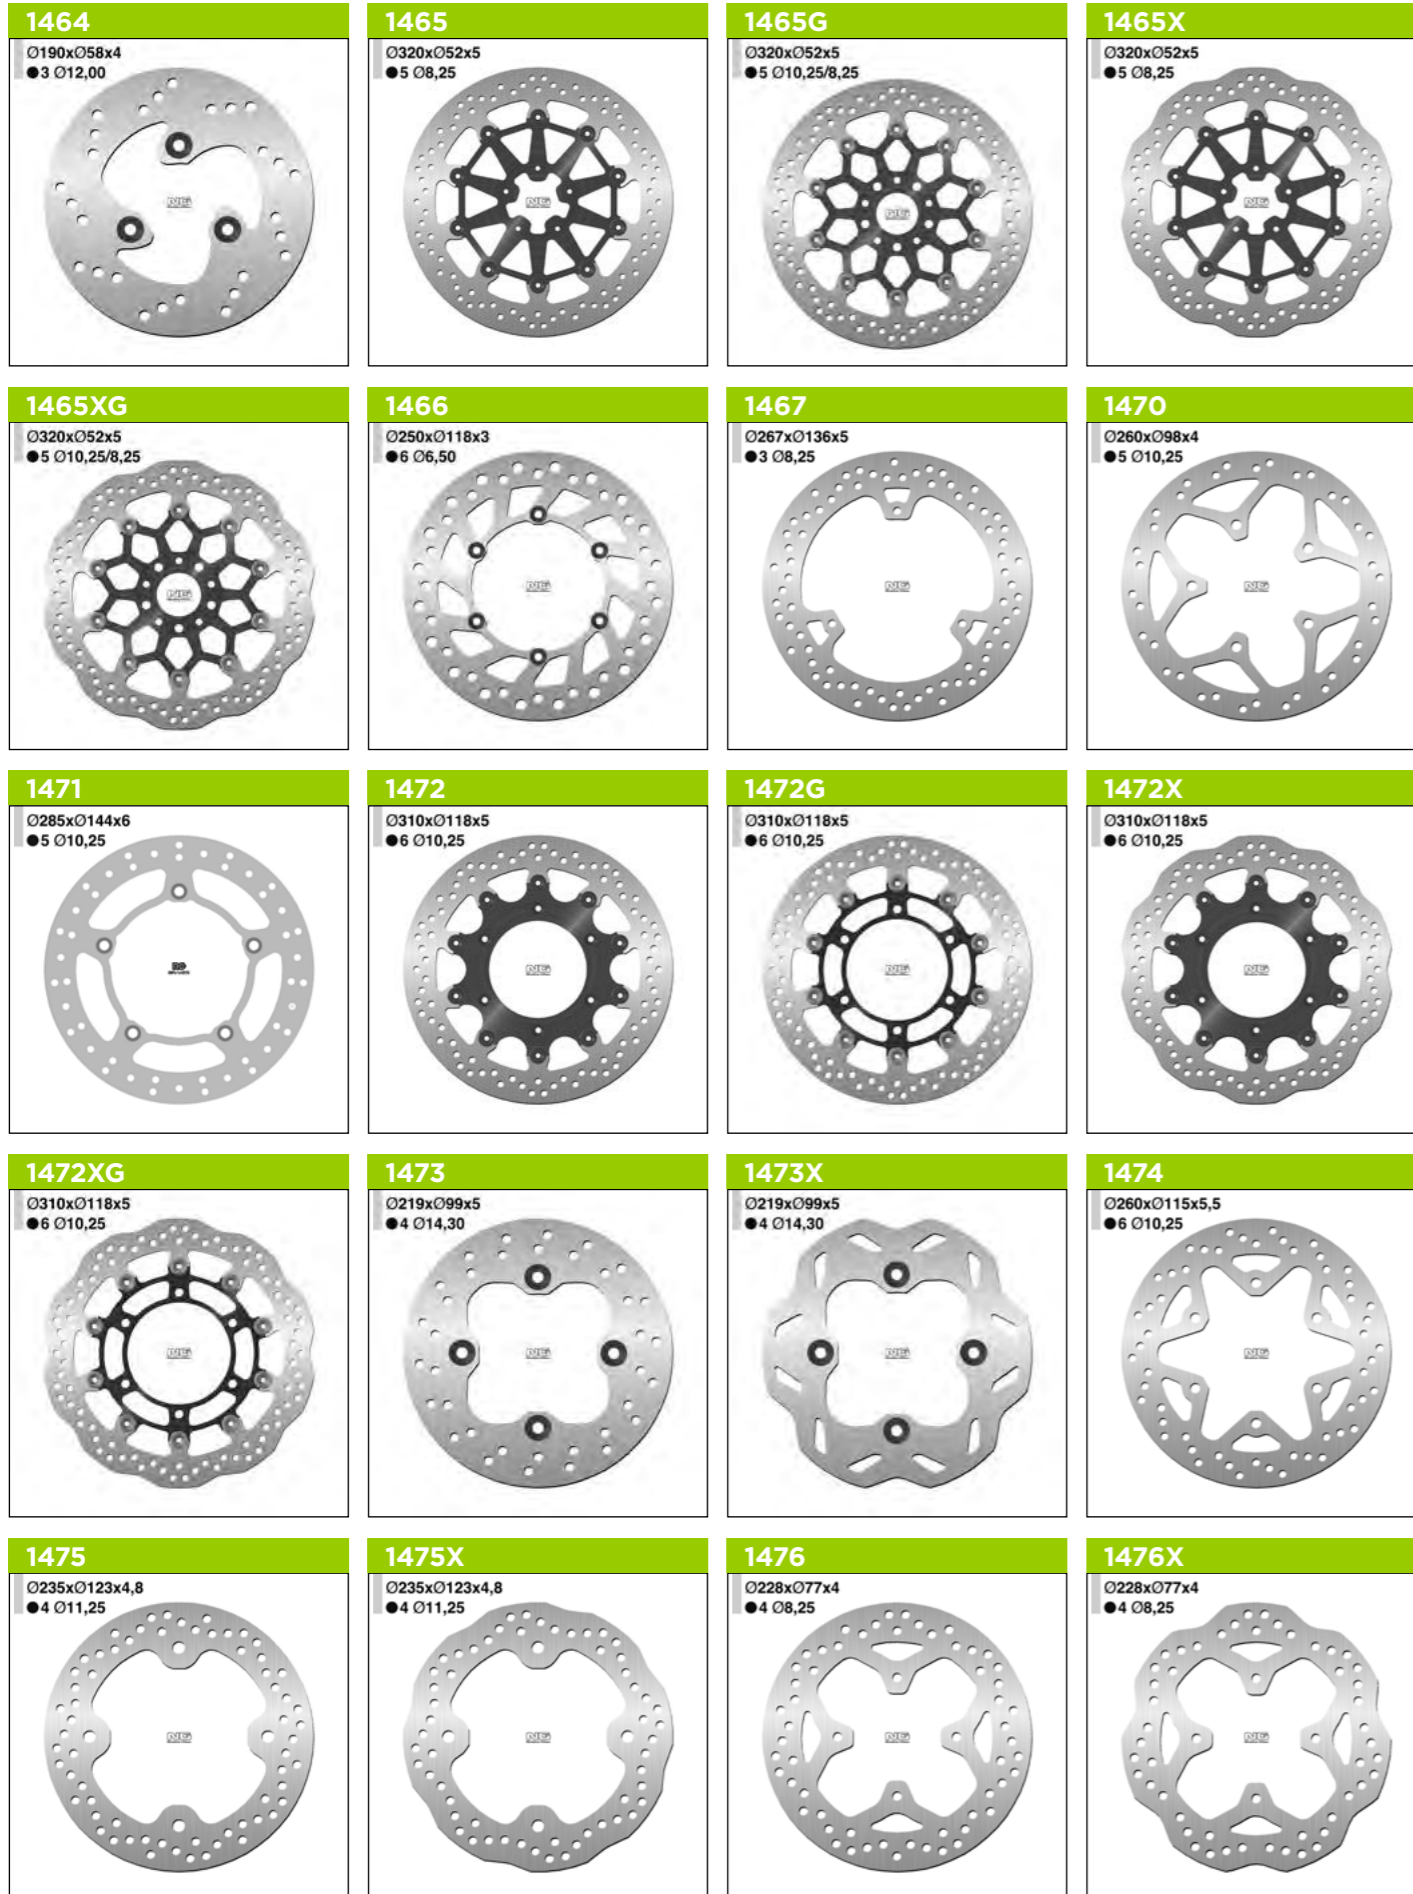 1464
Ø190xØ58x4
●3 Ø12,00
1465
Ø320xØ52x5
●5 Ø8,25
1465G
Ø320xØ52x5
●5 Ø10,25/8,25
1465X
Ø320xØ52x5
●5 Ø8,25
1465XG
Ø320xØ52x5
●5 Ø10,25/8,25
1466
Ø250xØ118x3
●6 Ø6,50
1467
Ø267xØ136x5
●3 Ø8,25
1470
Ø260xØ98x4
●5 Ø10,25
1471
Ø285xØ144x6
●5 Ø10,25
1472
Ø310xØ118x5
●6 Ø10,25
1472G
Ø310xØ118x5
●6 Ø10,25
1472X
Ø310xØ118x5
●6 Ø10,25
1472XG
Ø310xØ118x5
●6 Ø10,25
1473
Ø219xØ99x5
●4 Ø14,30
1473X
Ø219xØ99x5
●4 Ø14,30
1474
Ø260xØ115x5,5
●6 Ø10,25
1475
Ø235xØ123x4,8
●4 Ø11,25
1475X
Ø235xØ123x4,8
●4 Ø11,25
1476
Ø228xØ77x4
●4 Ø8,25
1476X
Ø228xØ77x4
●4 Ø8,25